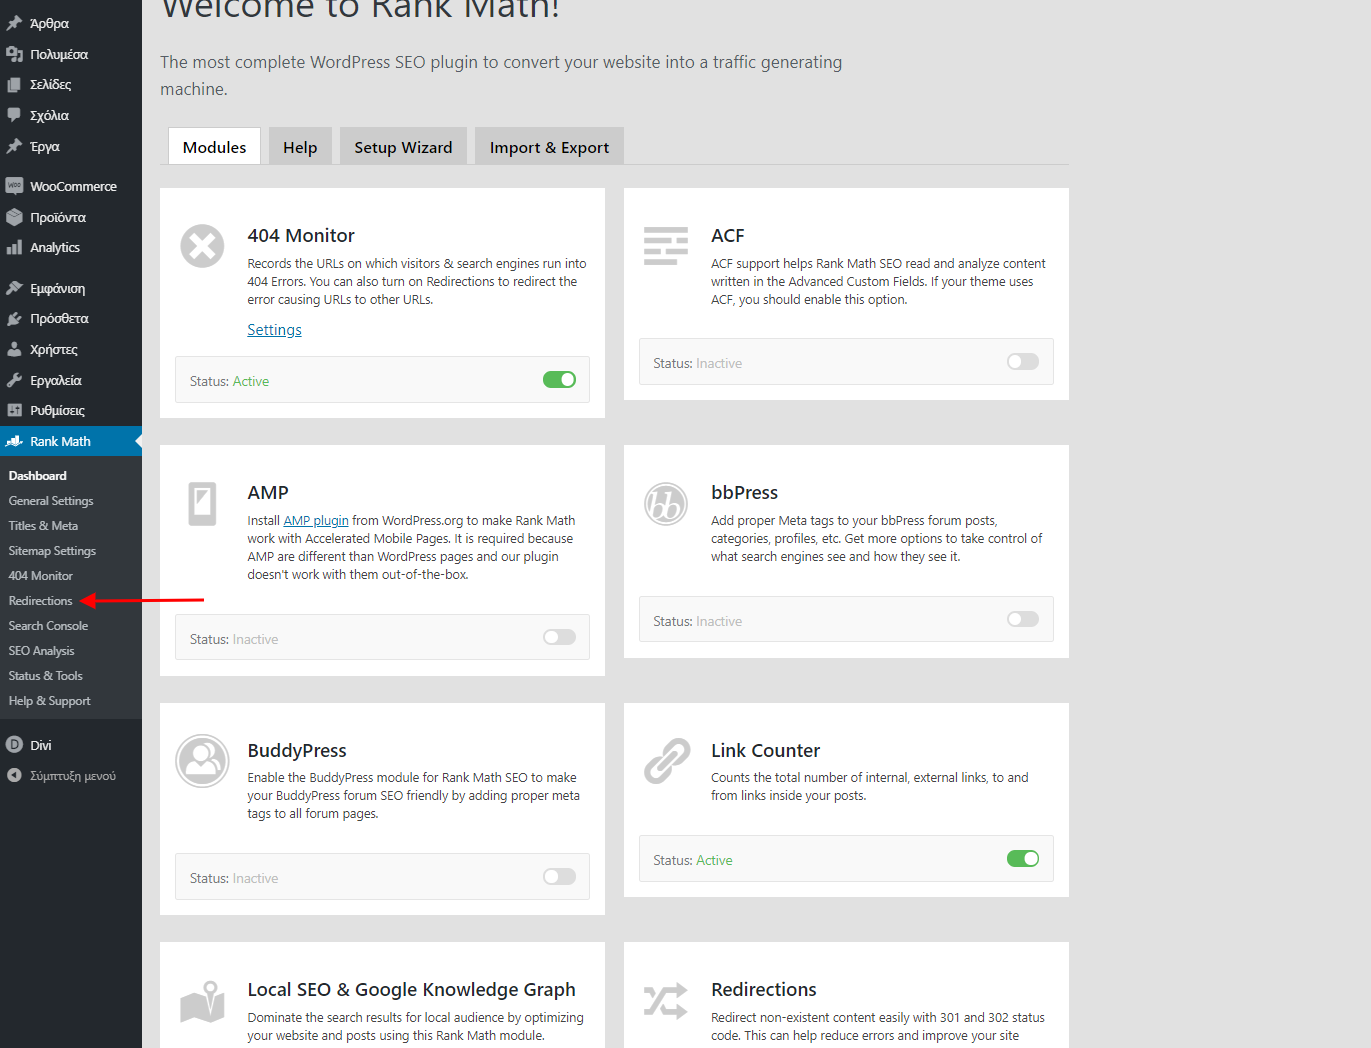 Άρθρα
Πολυμέσα
Σελίδες
Σχόλια
Έργα
WooCommerce
Προϊόντα
Analytics
Εμφάνιση
Πρόσθετα
Χρήστες
Εργαλεία
Ρυθμίσεις
Rank Math
Dashboard
General Settings
Titles & Meta
Sitemap Settings
404 Monitor
Redirections
Search Console
SEO Analysis
Status & Tools
Help & Support
Divi
Σύμπτυξη μενού
Welcome to Rank Math!
The most complete WordPress SEO plugin to convert your website into a traffic generating
machine.
Modules
Help
Setup Wizard
Import & Export
404 Monitor
Records the URLs on which visitors & search engines run into
404 Errors. You can also turn on Redirections to redirect the
error causing URLs to other URLs.
Settings
Status: Active
ACF
ACF support helps Rank Math SEO read and analyze content
written in the Advanced Custom Fields. If your theme uses
ACF, you should enable this option.
Status: Inactive
AMP
Install AMP plugin from WordPress.org to make Rank Math
work with Accelerated Mobile Pages. It is required because
AMP are different than WordPress pages and our plugin
doesn't work with them out-of-the-box.
Status: Inactive
bb
bbPress
Add proper Meta tags to your bbPress forum posts,
categories, profiles, etc. Get more options to take control of
what search engines see and how they see it.
Status: Inactive
BuddyPress
Enable the BuddyPress module for Rank Math SEO to make
your BuddyPress forum SEO friendly by adding proper meta
tags to all forum pages.
Status: Inactive
Link Counter
Counts the total number of internal, external links, to and
from links inside your posts.
Status: Active
Local SEO & Google Knowledge Graph
Dominate the search results for local audience by optimizing
your website and posts using this Rank Math module.
Redirections
Redirect non-existent content easily with 301 and 302 status
code. This can help reduce errors and improve your site